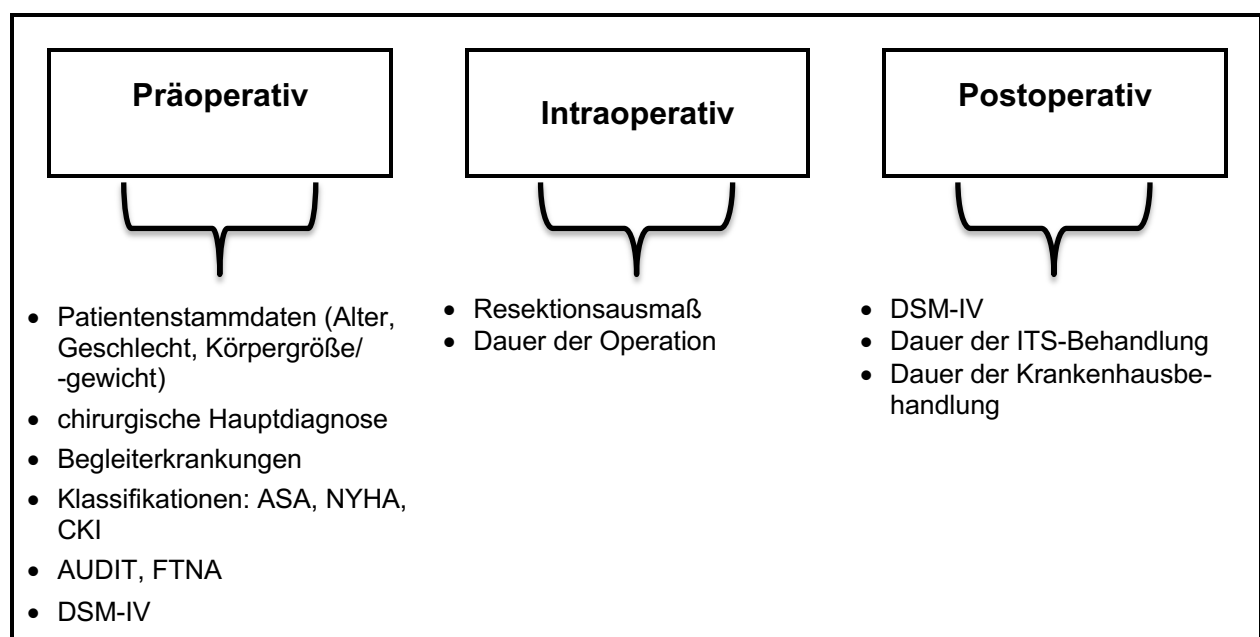 Präoperativ
• Patientenstammdaten (Alter,
Geschlecht, Körpergröße/
-gewicht)
• chirurgische Hauptdiagnose
• Begleiterkrankungen
• Klassifikationen: ASA, NYHA,
CKI
• AUDIT, FTNA
• DSM-IV
Intraoperativ
• Resektionsausmaß
• Dauer der Operation
Postoperativ
• DSM-IV
• Dauer der ITS-Behandlung
• Dauer der Krankenhausbe-
handlung